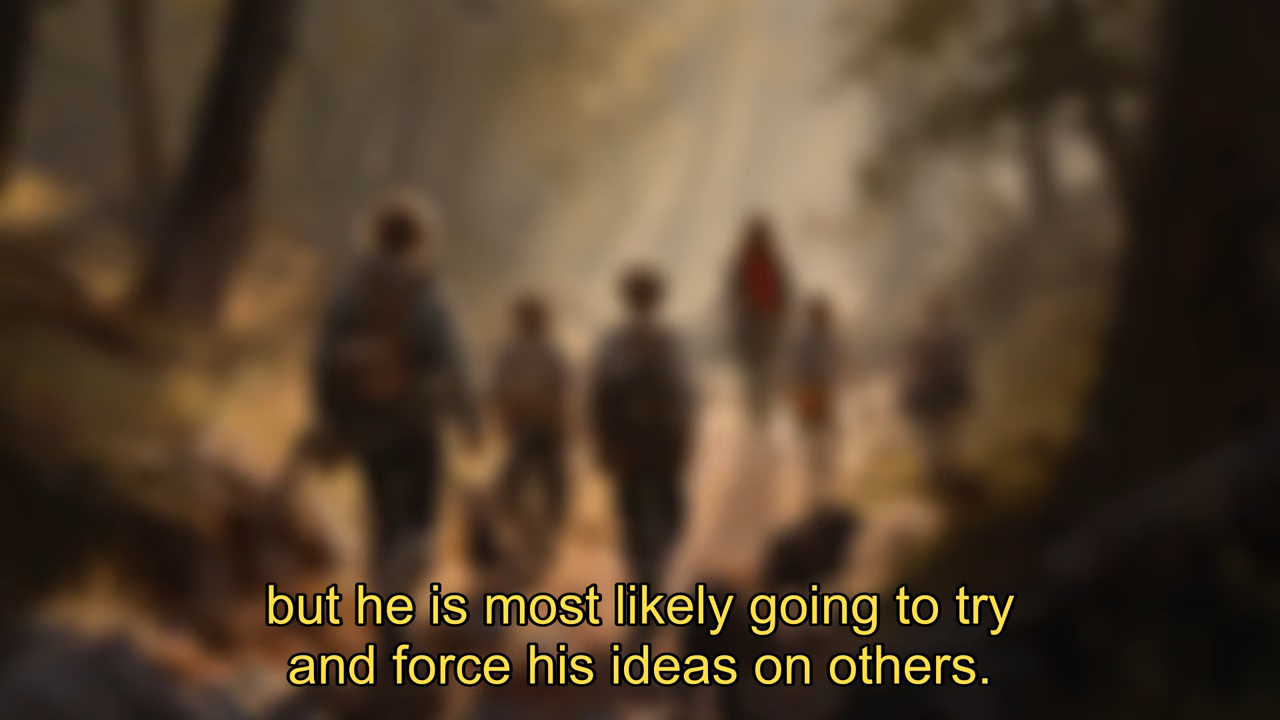 but he is most likely going to try
and force his ideas on others.